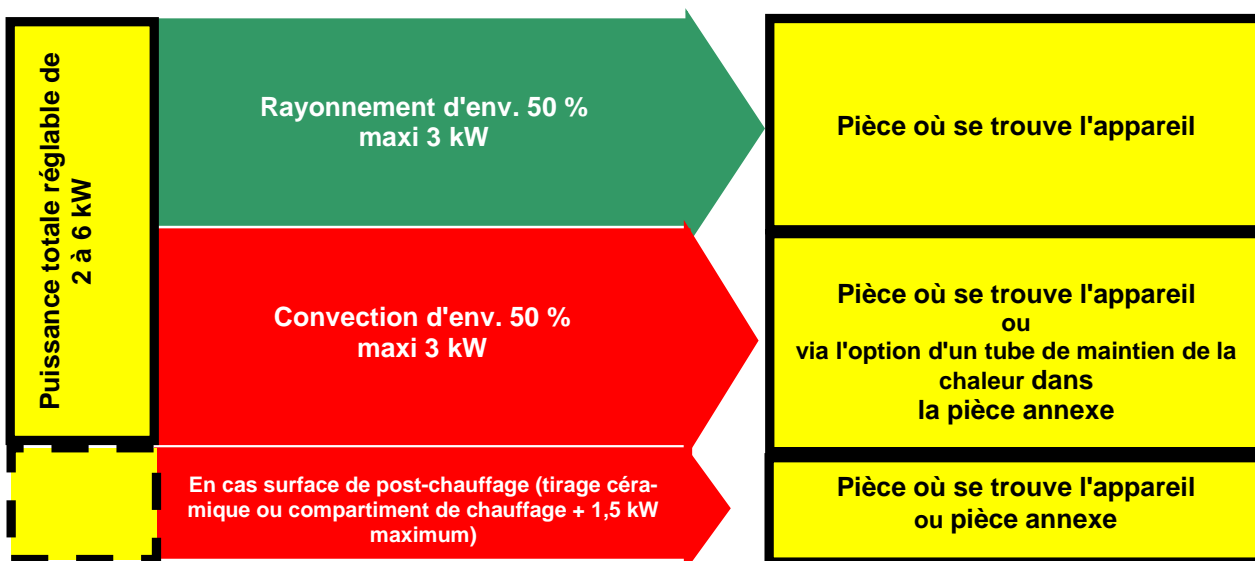 Puissance totale réglable de
2 à 6 kW
Rayonnement d'env. 50 %
maxi 3 kW
Pièce où se trouve l'appareil
Convection d'env. 50 %
maxi 3 kW
Pièce où se trouve l'appareil
ou
via l'option d'un tube de maintien de la
chaleur dans
la pièce annexe
En cas surface de post-chauffage (tirage céra-
mique ou compartiment de chauffage + 1,5 kW
maximum)
Pièce où se trouve l'appareil
ou pièce annexe